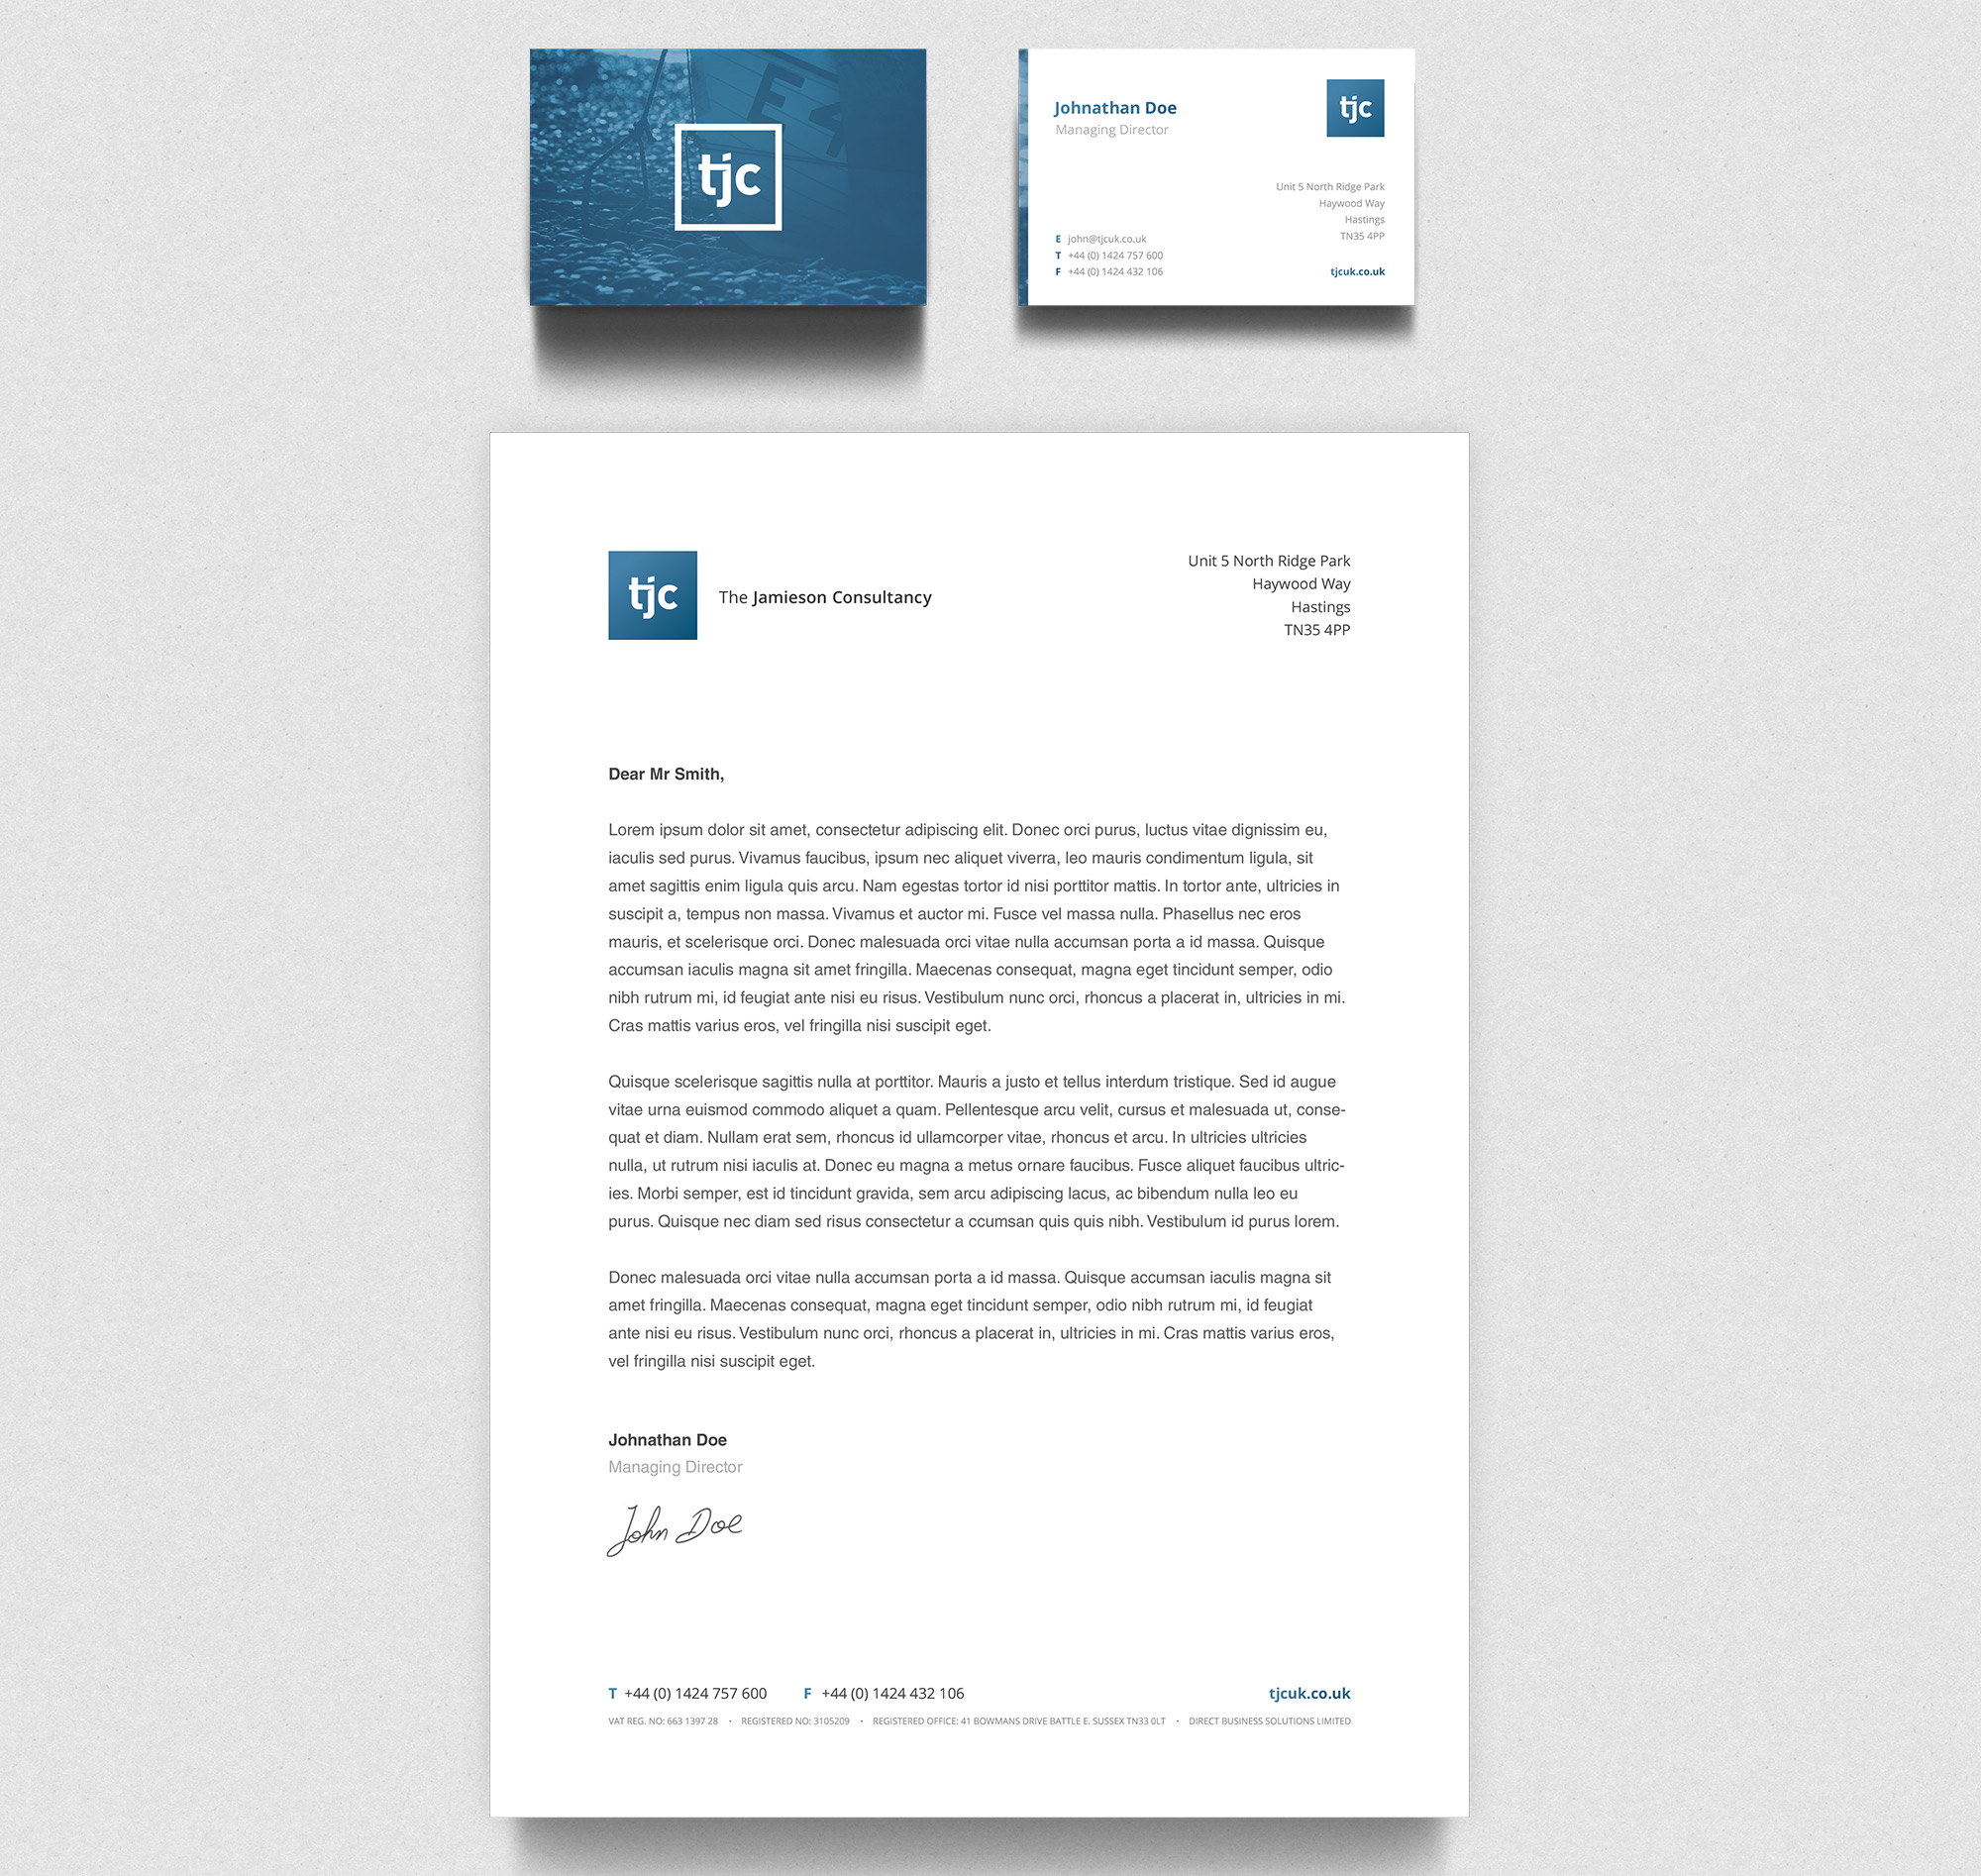 E4
tjc
Johnathan Doe
Managing Director
tjc
Unit 5 North Ridge Park
Haywood Way
Hastings
TN35 4PP
E john@tjcuk.co.uk
T +44 (0) 1424 757 600
F +44 (0) 1424 432 106
tjcuk.co.uk
tjc
The Jamieson Consultancy
Unit 5 North Ridge Park
Haywood Way
Hastings
TN35 4PP
Dear Mr Smith,
Lorem ipsum dolor sit amet, consectetur adipiscing elit. Donec orci purus, luctus vitae dignissim eu,
iaculis sed purus. Vivamus faucibus, ipsum nec aliquet viverra, leo mauris condimentum ligula, sit
amet sagittis enim ligula quis arcu. Nam egestas tortor id nisi porttitor mattis. In tortor ante, ultricies in
suscipit a, tempus non massa. Vivamus et auctor mi. Fusce vel massa nulla. Phasellus nec eros
mauris, et scelerisque orci. Donec malesuada orci vitae nulla accumsan porta a id massa. Quisque
accumsan iaculis magna sit amet fringilla. Maecenas consequat, magna eget tincidunt semper, odio
nibh rutrum mi, id feugiat ante nisi eu risus. Vestibulum nunc orci, rhoncus a placerat in, ultricies in mi.
Cras mattis varius eros, vel fringilla nisi suscipit eget.
Quisque scelerisque sagittis nulla at porttitor. Mauris a justo et tellus interdum tristique. Sed id augue
vitae urna euismod commodo aliquet a quam. Pellentesque arcu velit, cursus et malesuada ut, conse-
quat et diam. Nullam erat sem, rhoncus id ullamcorper vitae, rhoncus et arcu. In ultricies ultricies
nulla, ut rutrum nisi iaculis at. Donec eu magna a metus ornare faucibus. Fusce aliquet faucibus ultric-
ies. Morbi semper, est id tincidunt gravida, sem arcu adipiscing lacus, ac bibendum nulla leo eu
purus. Quisque nec diam sed risus consectetur a ccumsan quis quis nibh. Vestibulum id purus lorem.
Donec malesuada orci vitae nulla accumsan porta a id massa. Quisque accumsan iaculis magna sit
amet fringilla. Maecenas consequat, magna eget tincidunt semper, odio nibh rutrum mi, id feugiat
ante nisi eu risus. Vestibulum nunc orci, rhoncus a placerat in, ultricies in mi. Cras mattis varius eros,
vel fringilla nisi suscipit eget.
Johnathan Doe
Managing Director
John Doe
T +44 (0) 1424 757 600 F +44 (0) 1424 432 106 tjcuk.co.uk
VAT REG. NO: 663 1397 28 • REGISTERED NO: 3105209 • REGISTERED OFFICE: 41 BOWMANS DRIVE BATTLE E. SUSSEX TN33 0LT • DIRECT BUSINESS SOLUTIONS LIMITED